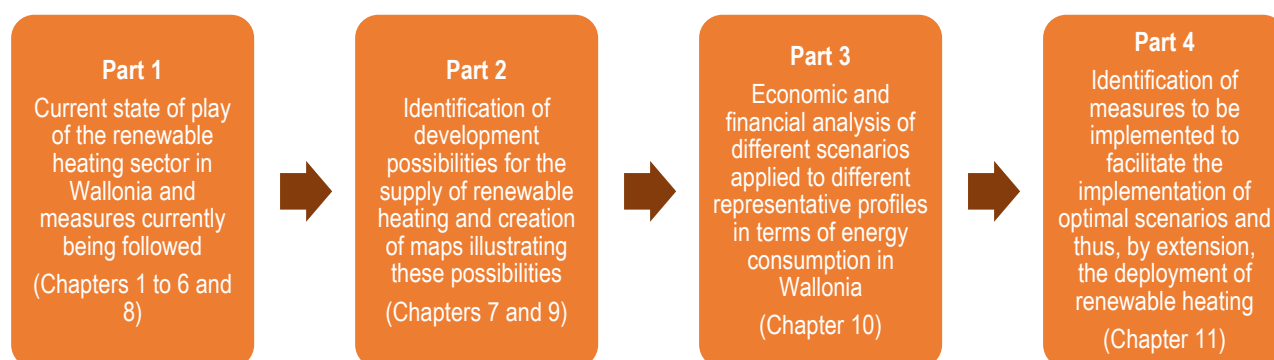 Part 1
Current state of play
of the renewable
heating sector in
Wallonia and
measures currently
being followed
(Chapters 1 to 6 and
8)
Part 2
Identification of
development
possibilities for the
supply of renewable
heating and creation
of maps illustrating
these possibilities
(Chapters 7 and 9)
Part 3
Economic and
financial analysis of
different scenarios
applied to different
representative profiles
in terms of energy
consumption in
Wallonia
(Chapter 10)
Part 4
Identification of
measures to be
implemented to
facilitate the
implementation of
optimal scenarios and
thus, by extension,
the deployment of
renewable heating
(Chapter 11)